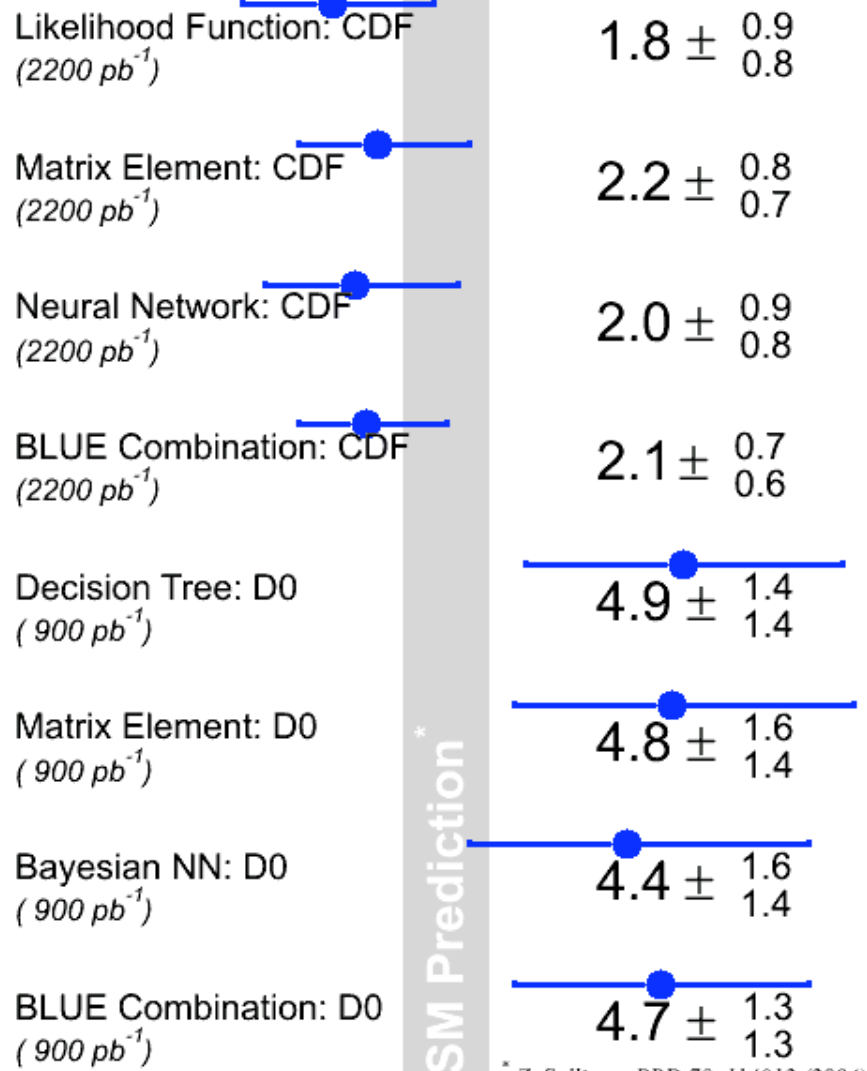 Likelihood Function: CDF 1.8 ± 0.9 0.8
(2200 pb-1)
Matrix Element: CDF 2.2 ± 0.8 0.7
(2200 pb-1)
Neural Network: CDF 2.0 ± 0.9 0.8
(2200 pb-1)
BLUE Combination: CDF 2.1 ± 0.7 0.6
(2200 pb-1)
Decision Tree: D0 4.9 ± 1.4 1.4
( 900 pb-1)
Matrix Element: D0 4.8 ± 1.6 1.4
( 900 pb-1)
Bayesian NN: D0 4.4 ± 1.6 1.4
( 900 pb-1)
BLUE Combination: D0 4.7 ± 1.3 1.3
( 900 pb-1)
SM Prediction*